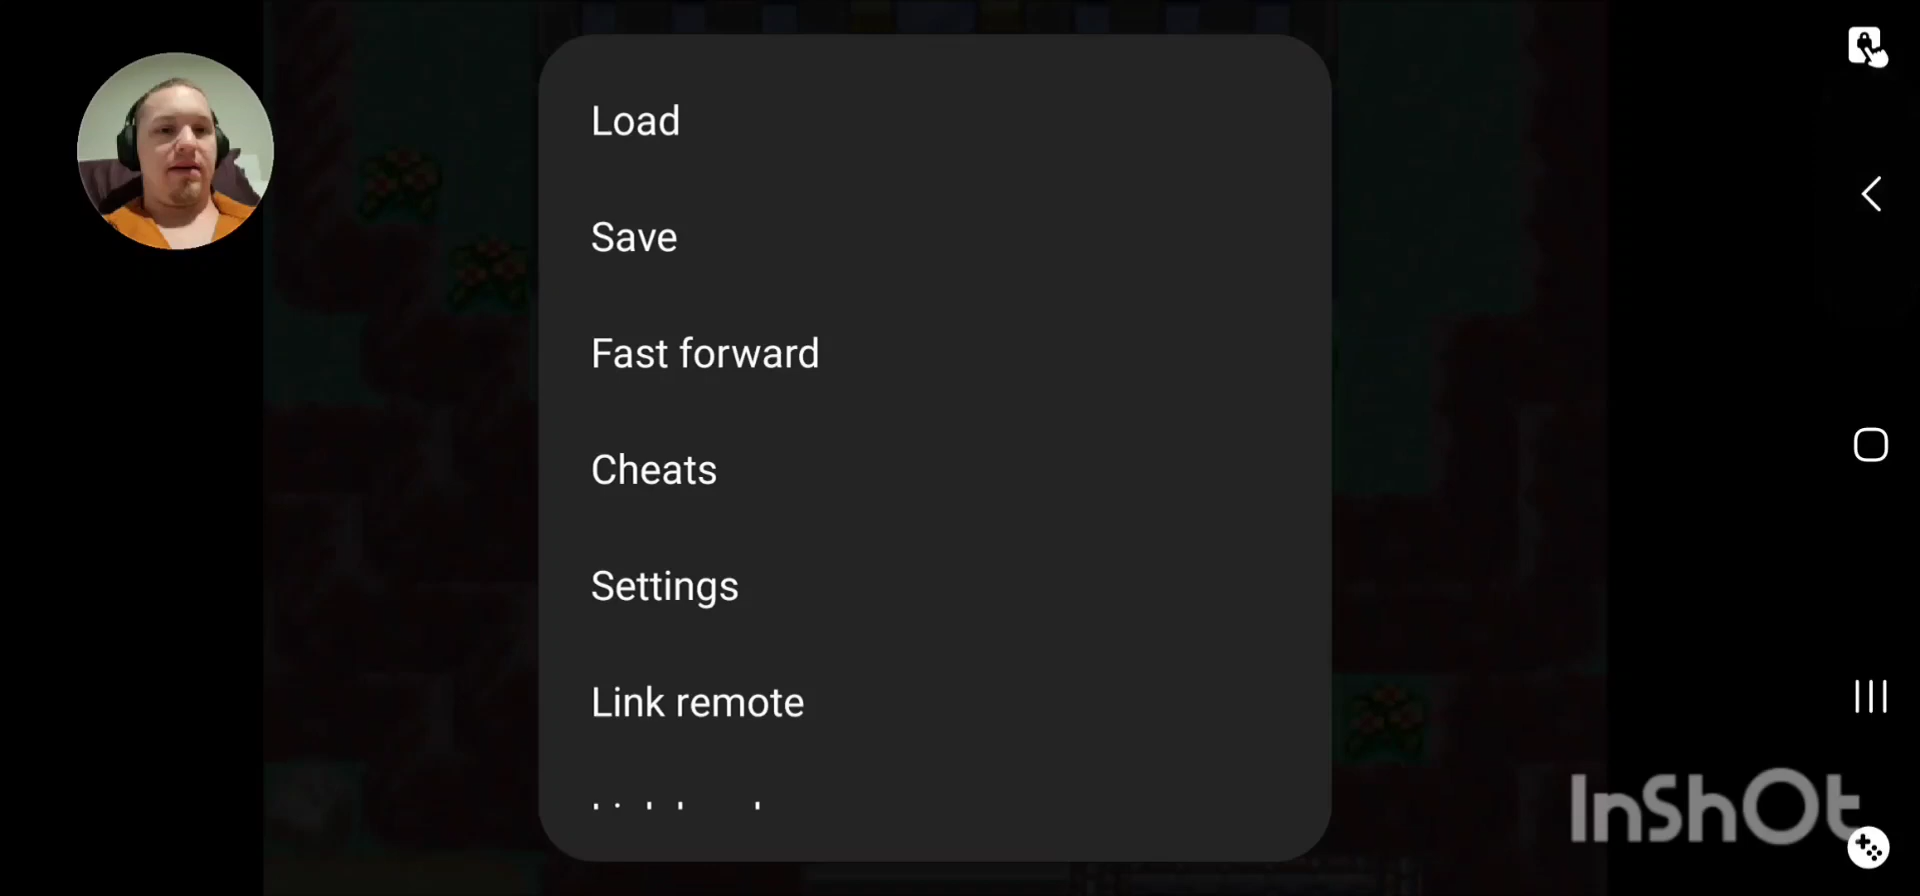 Load
Save
Fast forward
Cheats
Settings
Link remote
InShOt